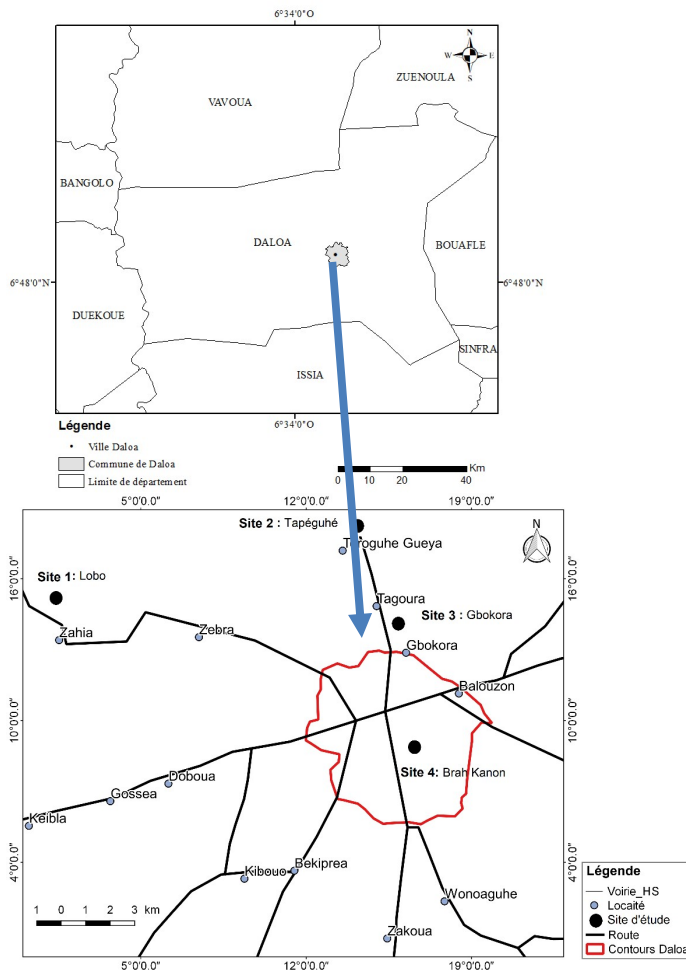 6°34'0"O
N
W E
S
ZUENOULA
VAVOUA
BANGOLO
DALOA
BOUAFLE
6°48'0"N
6°48'0"N
DUEKOUE
SINFRA
ISSIA
6°34'0"O
Légende
Ville Daloa
Commune de Daloa
Limite de département
Km
0 10 20 40
5°0'0.0" 12°0'0.0" 19°0'0.0"
Site 2 : Tapéguhé
N
Toroguhe Gueya
16°0'0.0"
16°0'0.0"
Site 1: Lobo
Tagoura
Site 3 : Gbokora
Zahia
Zebra
Gbokora
Balouzon
10°0'0.0"
10°0'0.0"
Site 4: Brah Kanon
Doboua
Gossea
Keibla
4°0'0.0"
4°0'0.0"
Kibouo
Bekiprea
Wonoaguhe
Zakoua
1 0 1 2 3 km
5°0'0.0" 12°0'0.0" 19°0'0.0"
Légende
Voirie_HS
Locaité
Site d'étude
Route
Contours Daloa